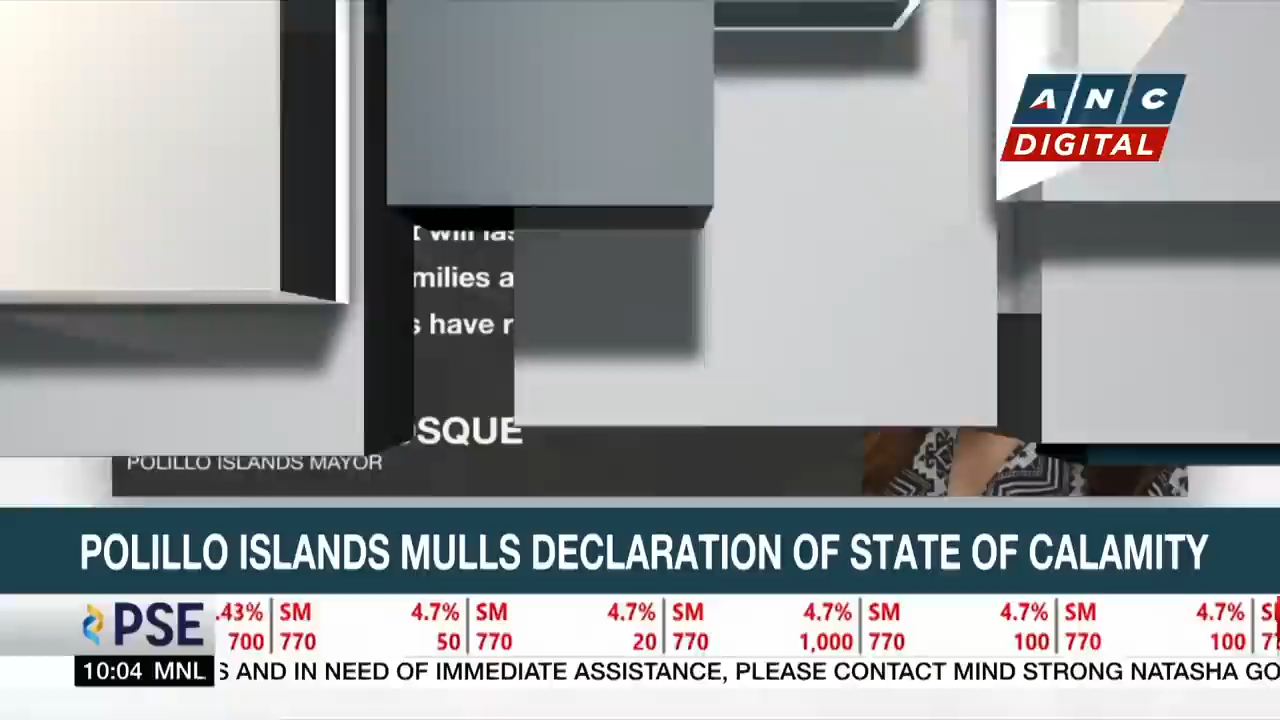 ANC
DIGITAL
milies a
s have r
SQUE
POLILLO ISLANDS MAYOR
POLILLO ISLANDS MULLS DECLARATION OF STATE OF CALAMITY
PSE
.43% SM 4.7% SM 4.7% SM 4.7% SM 4.7% SM 4.7%
700 770 50 770 20 770 1,000 770 100 770 100
10:04 MNL
S AND IN NEED OF IMMEDIATE ASSISTANCE, PLEASE CONTACT MIND STRONG NATASHA GO